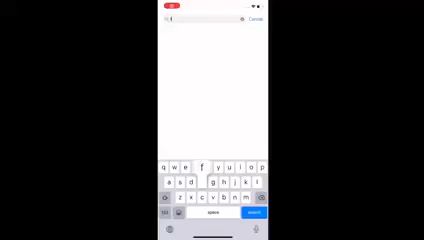 f
Cancel
q w e f y u i o p
a s d g h j k l
z x c v b n m
123 space search